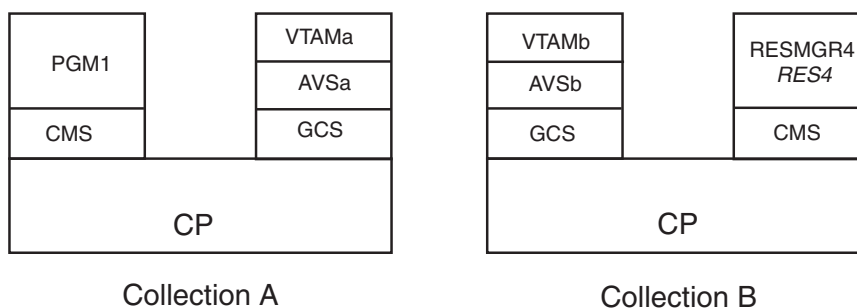 PGM1
CMS
VTAMa
AVSa
GCS
CP
Collection A
VTAMb
AVSb
GCS
RESMGR4
RES4
CMS
CP
Collection B